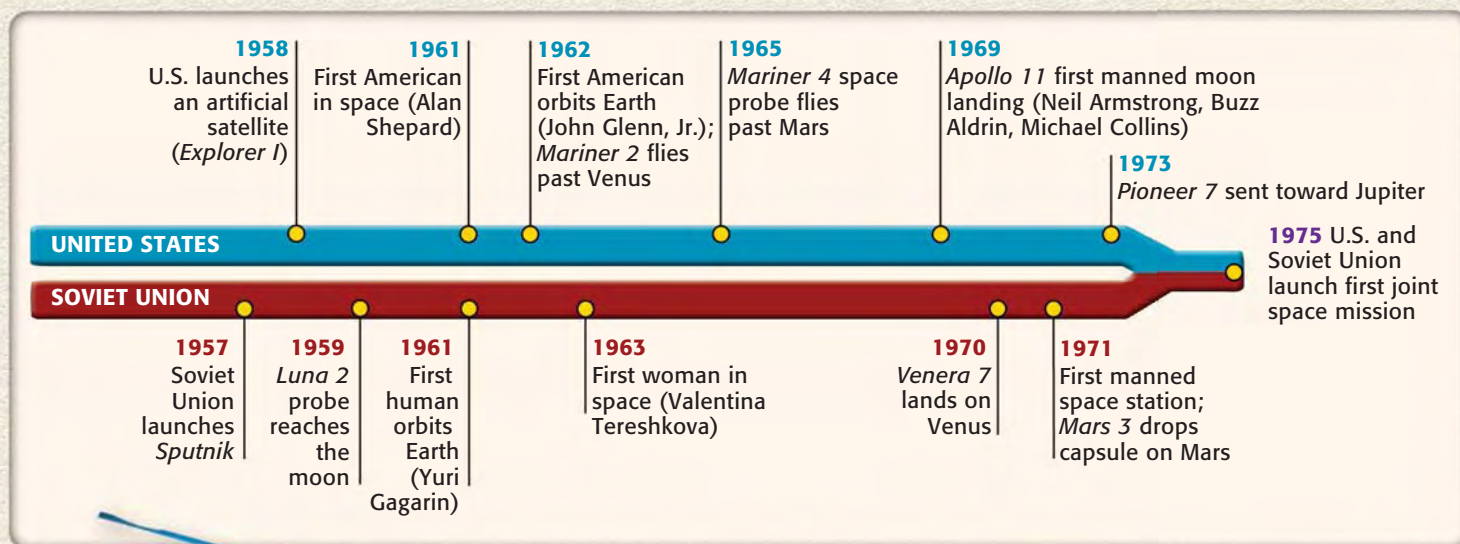 1958
U.S. launches
an artificial
satellite
(Explorer I)
1961
First American
in space (Alan
Shepard)
1962
First American
orbits Earth
(John Glenn, Jr.);
Mariner 2 flies
past Venus
1965
Mariner 4 space
probe flies
past Mars
1969
Apollo 11 first manned moon
landing (Neil Armstrong, Buzz
Aldrin, Michael Collins)
1973
Pioneer 7 sent toward Jupiter
UNITED STATES
1975 U.S. and
Soviet Union
launch first joint
space mission
SOVIET UNION
1957
Soviet
Union
launches
Sputnik
1959
Luna 2
probe
reaches
the
moon
1961
First
human
orbits
Earth
(Yuri
Gagarin)
1963
First woman in
space (Valentina
Tereshkova)
1970
Venera 7
lands on
Venus
1971
First manned
space station;
Mars 3 drops
capsule on Mars